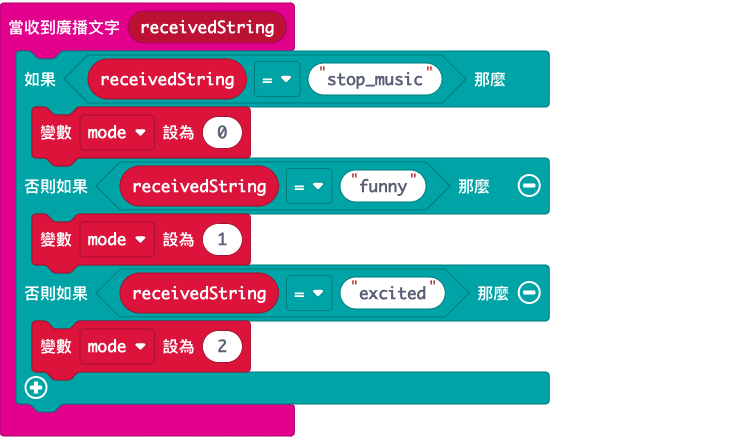 當收到廣播文字 receivedString
如果 receivedString = "stop_music" 那麼
變數 mode 設為 0
否則如果 receivedString = "funny" 那麼
變數 mode 設為 1
否則如果 receivedString = "excited" 那麼
變數 mode 設為 2